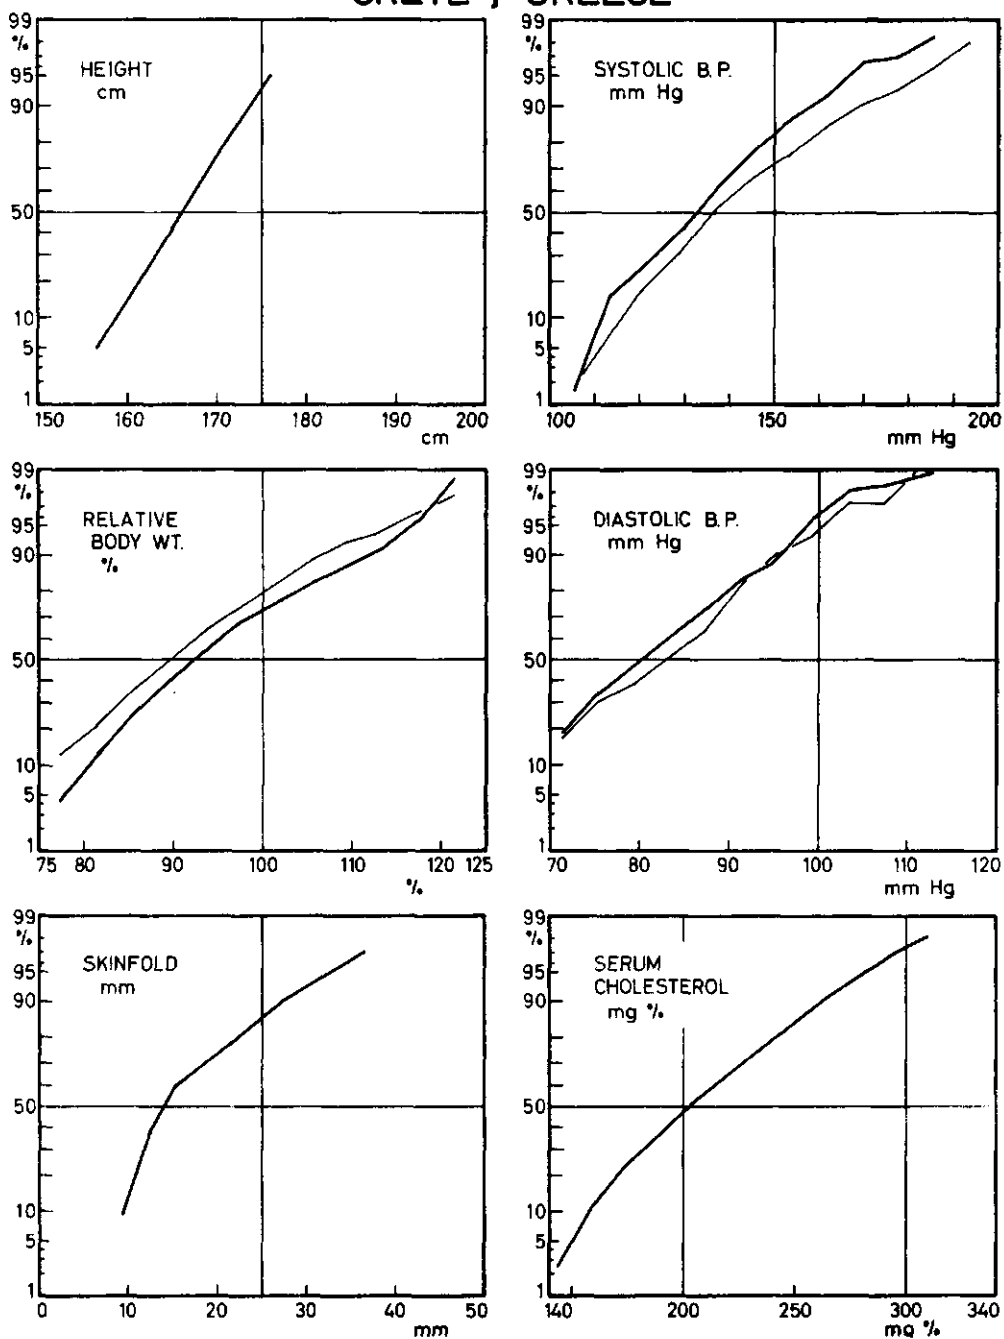 CRETE, GREECE
99
%
95
90
50
10
5
1
HEIGHT
cm
150 160 170 180 190 200
cm
SYSTOLIC B.P.
mm Hg
99
%
95
90
50
10
5
1
100 150 200
mm Hg
RELATIVE
BODY WT.
%
99
%
95
90
50
10
5
1
75 80 90 100 110 120 125
%
DIASTOLIC B.P.
mm Hg
99
%
95
90
50
10
5
1
70 80 90 100 110 120
mm Hg
SKINFOLD
mm
99
%
95
90
50
10
5
1
0 10 20 30 40 50
mm
SERUM
CHOLESTEROL
mg %
99
%
95
90
50
10
5
1
140 200 250 300 340
mg %